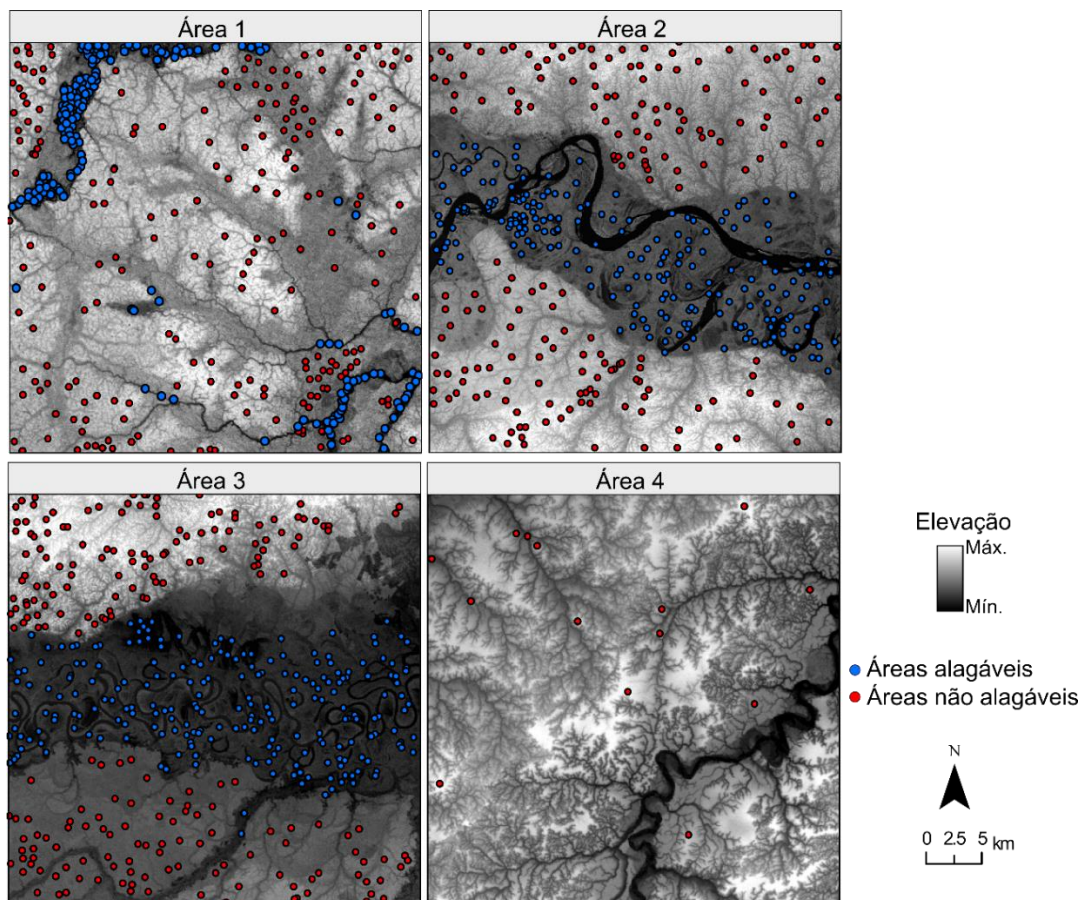 Área 1
Área 2
Área 3
Área 4
Elevação
Máx.
Mín.
Áreas alagáveis
Áreas não alagáveis
N
0 2.5 5 km